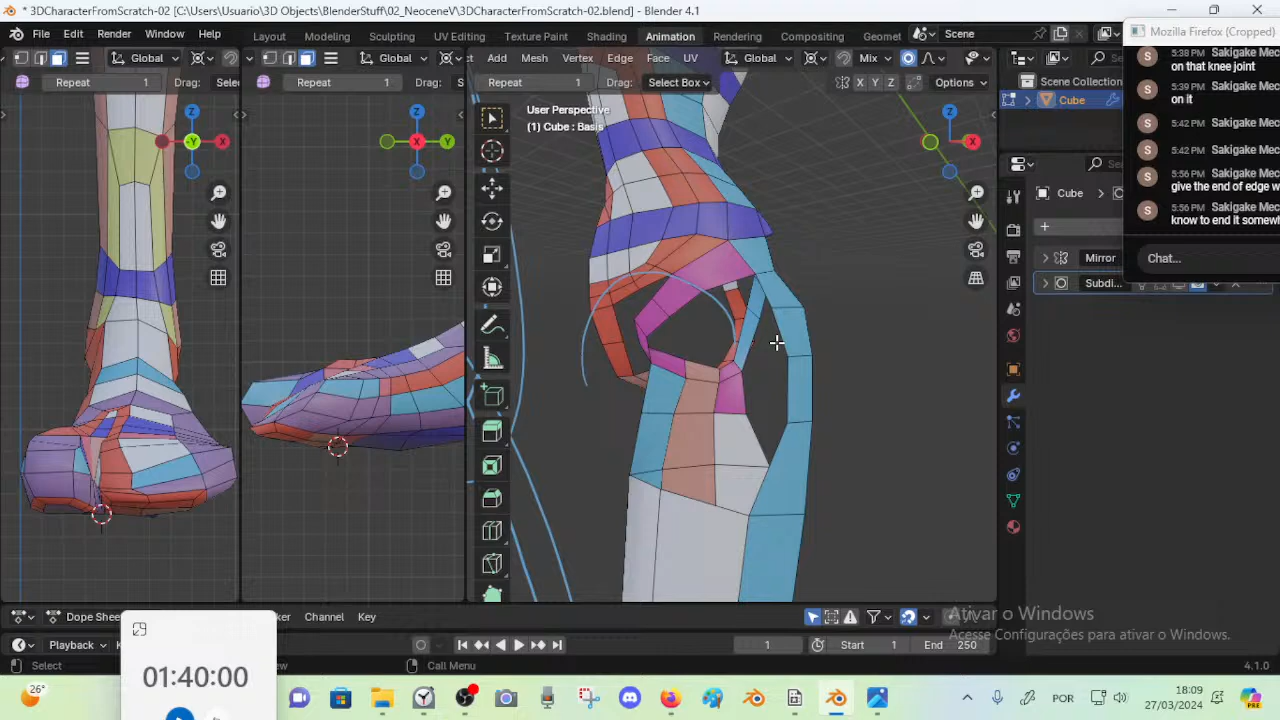 * 3DCharacterFromScratch-02 [C:\Users\Usuario\3D Objects\BlenderStuff\02_NeoceneV\3DCharacterFromScratch-02.blend] - Blender 4.1
File Edit Render Window Help
Layout Modeling Sculpting UV Editing Texture Paint Shading Animation Rendering Compositing Geomet
Scene
Global
Global
Add Mesh Vertex Edge Face UV
Global
Mix
Repeat 1 Drag: Sele
Repeat 1 Drag: S
Repeat 1 Drag: Select Box
X Y Z
Options
User Perspective
(1) Cube : Basis
Z
Y
X
Z
X
Y
Z
X
Scene Collection
Cube
Cube
Mirror
Subdi...
Mozilla Firefox (Cropped)
5:38 PM Sakigake Mec
on that knee joint
5:39 PM Sakigake Mec
on it
5:42 PM Sakigake Mec
5:42 PM Sakigake Mec
5:56 PM Sakigake Mec
give the end of edge w
5:56 PM Sakigake Mec
know to end it somewh
Chat...
Dope Shee
Channel Key
Playback
1
Start 1
End 250
Select
Call Menu
4.1.0
Ativar o Windows
Acesse Configurações para ativar o Windows.
01:40:00
26°
POR
18:09
27/03/2024
PRE